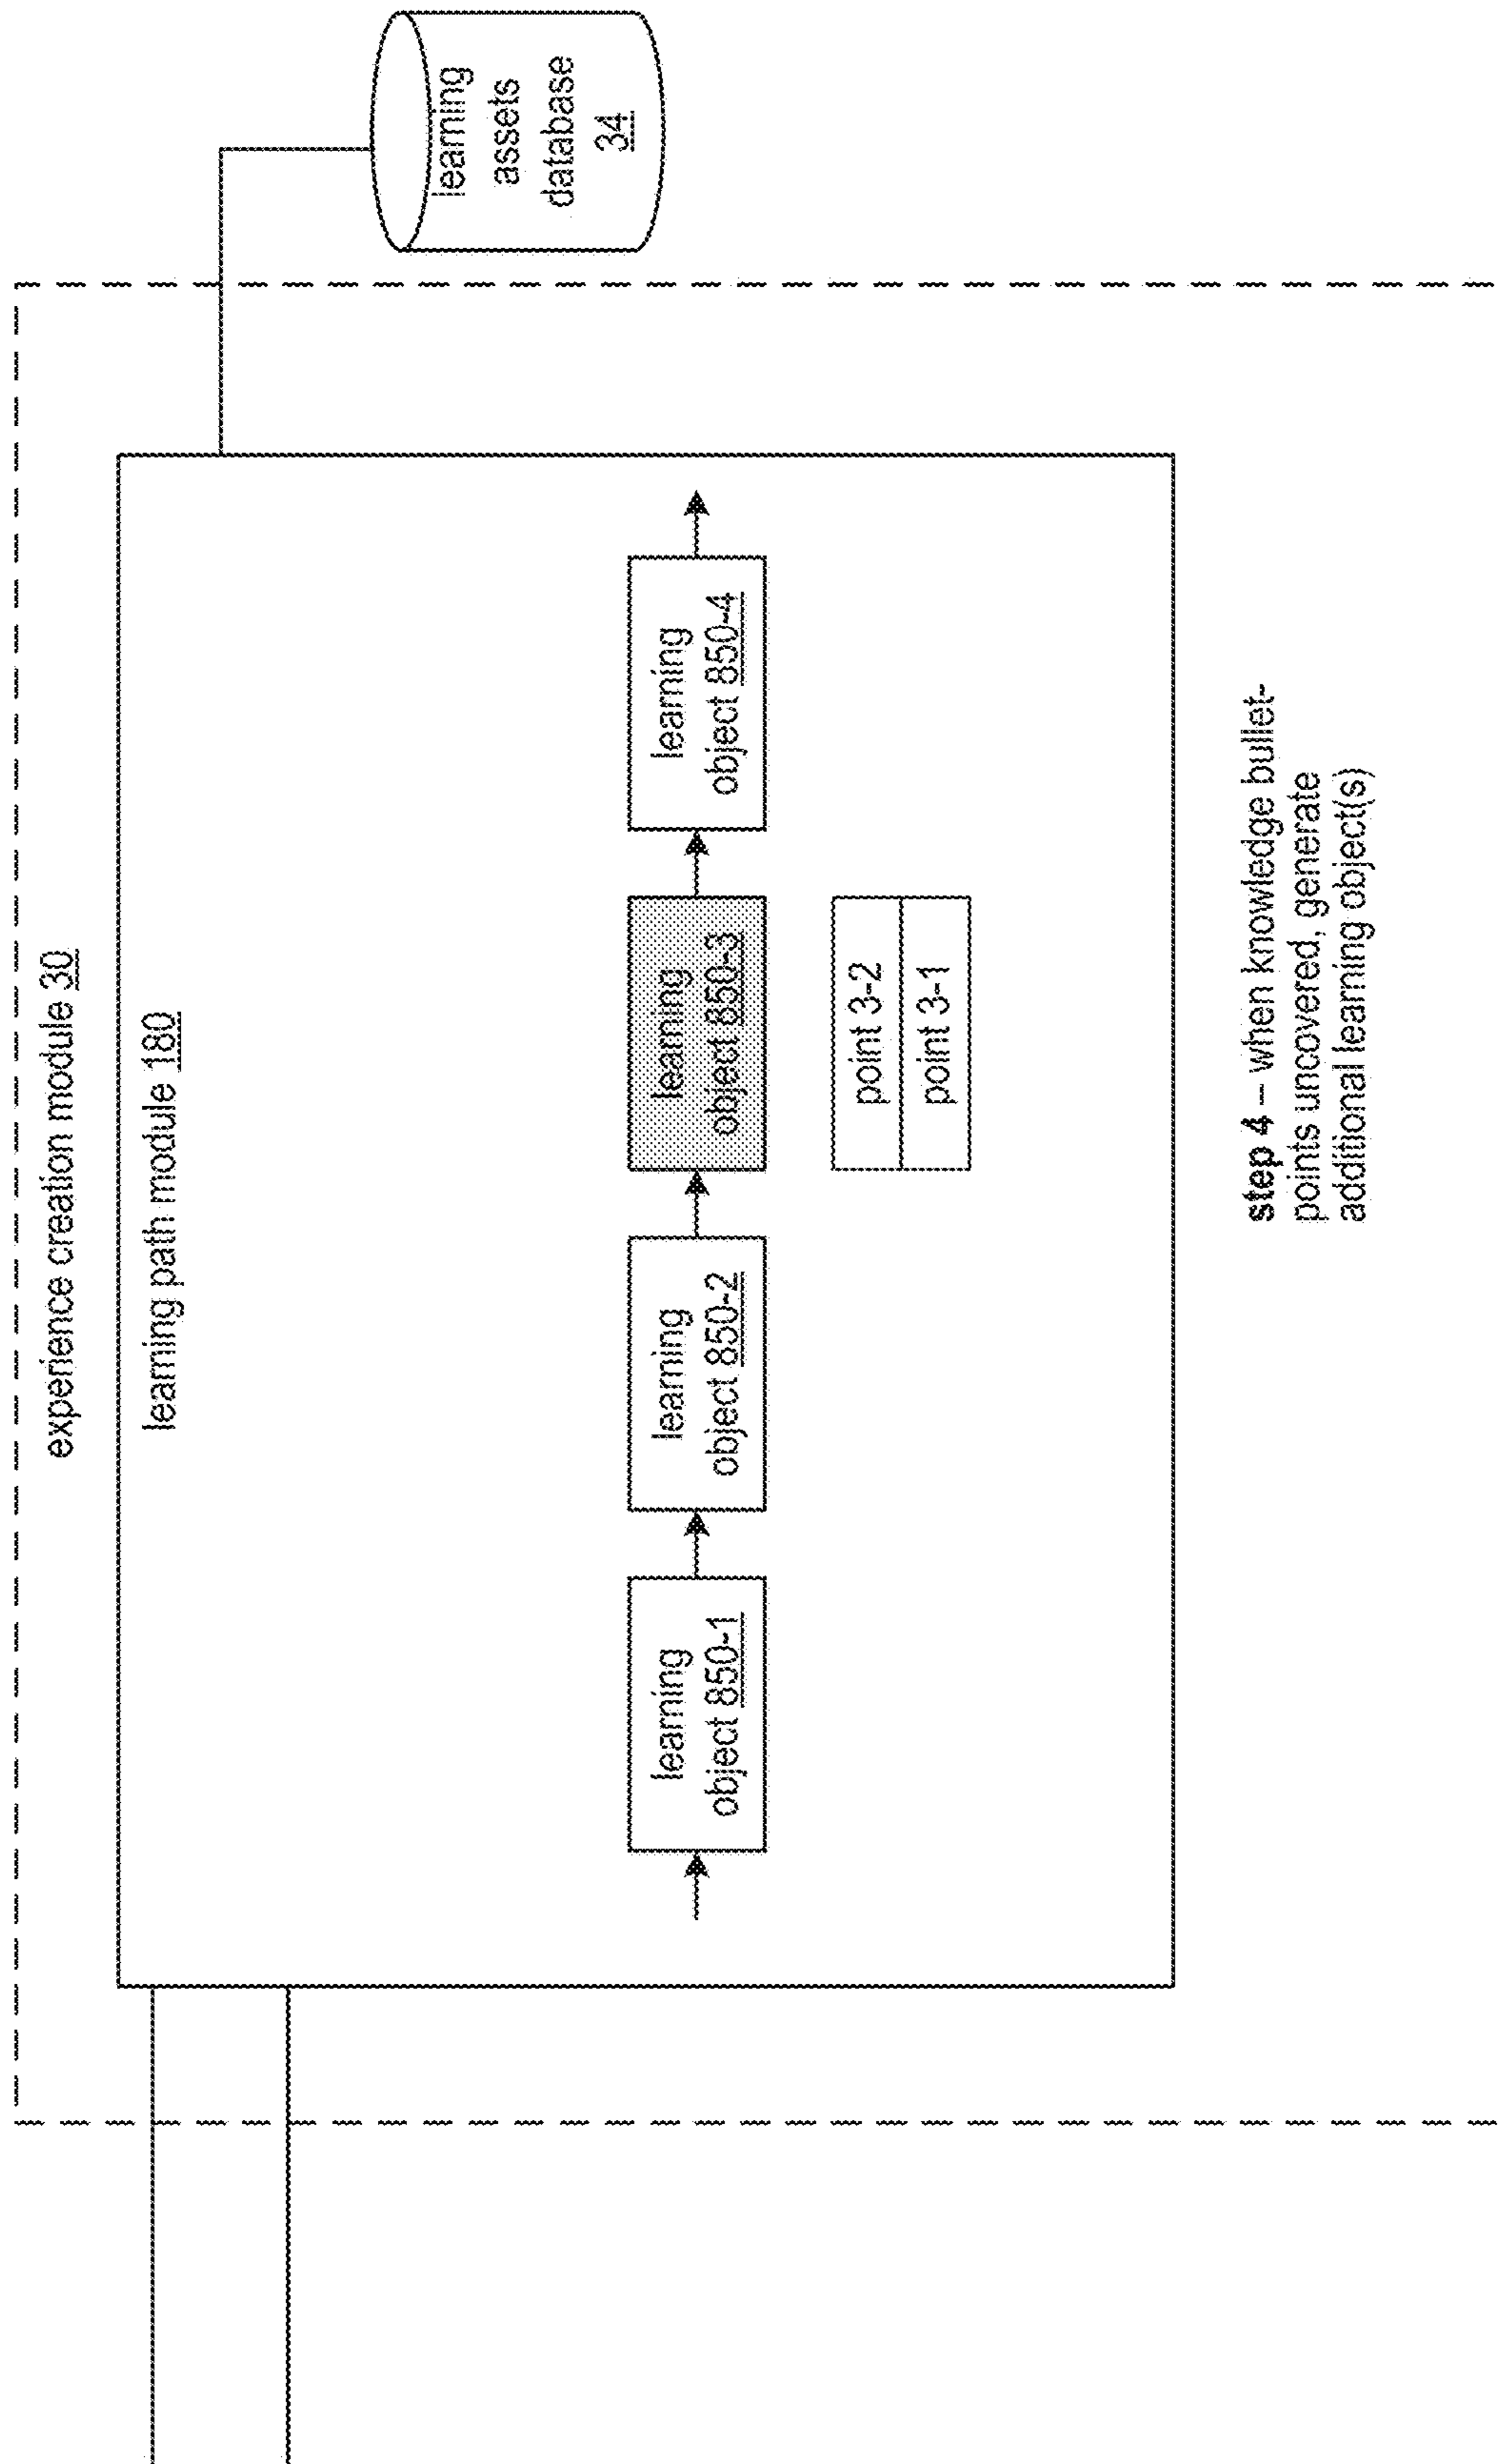 experience creation module 30
learning path module 180
learning
object 850-1
learning
object 850-2
learning
object 850-3
learning
object 850-4
point 3-2
point 3-1
learning
assets
database
34
step 4 – when knowledge bullet-
points uncovered, generate
additional learning object(s)